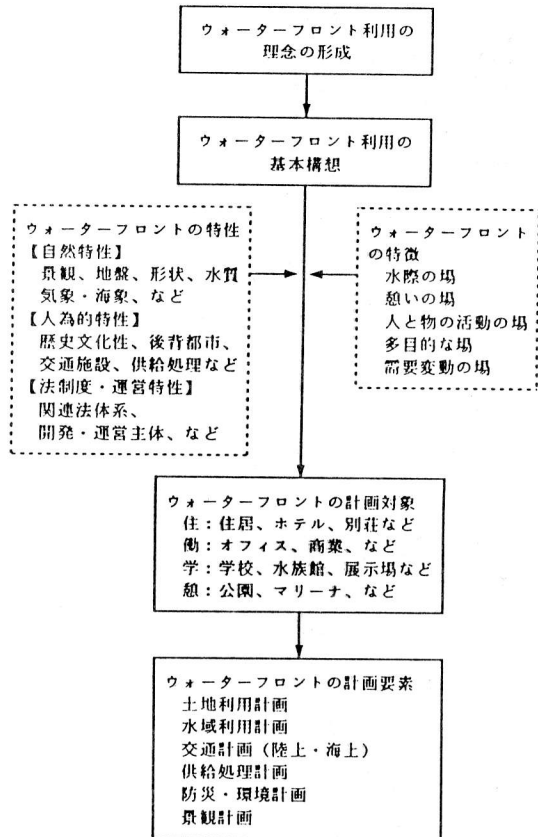 ウォーターフロント利用の
理念の形成
ウォーターフロント利用の
基本構想
ウォーターフロントの特性
【自然特性】
景観、地盤、形状、水質
気象・海象、など
【人為的特性】
歴史文化性、後背都市、
交通施設、供給処理など
【法制度・運営特性】
関連法体系、
開発・運営主体、など
ウォーターフロント
の特徴
水際の場
憩いの場
人と物の活動の場
多目的な場
需要変動の場
ウォーターフロントの計画対象
住：住居、ホテル、別荘など
働：オフィス、商業、など
学：学校、水族館、展示場など
憩：公園、マリーナ、など
ウォーターフロントの計画要素
土地利用計画
水域利用計画
交通計画（陸上・海上）
供給処理計画
防災・環境計画
景観計画